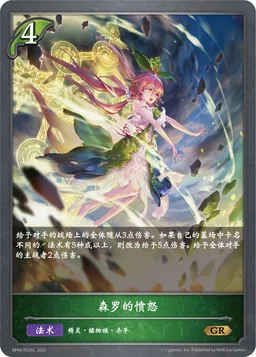 4
给予对手的战场上的全体随从3点伤害。如果自己的墓场中卡名
不同的╱法术有5种或以上，则改为给予5点伤害。给予全体对手
的主战者2点伤害。
森罗的愤怒
法术
精灵・植物族・杀手
GR